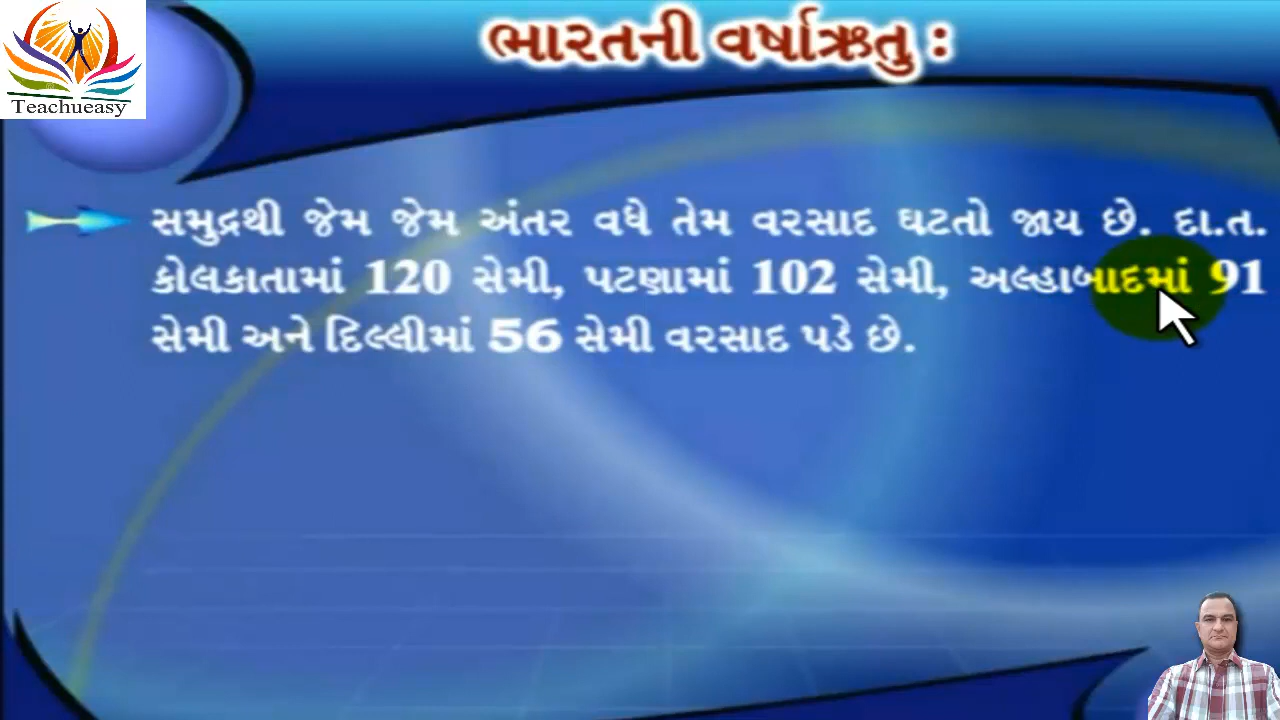 Teachueasy
ભારતની વર્ષાઋતુ :
સમુદ્રથી જેમ જેમ અંતર વધે તેમ વરસાદ ઘટતો જાય છે. દા.ત.
કોલકાતામાં 120 સેમી, પટણામાં 102 સેમી, અલ્હાબાદમાં 91
સેમી અને દિલ્લીમાં 56 સેમી વરસાદ પડે છે.